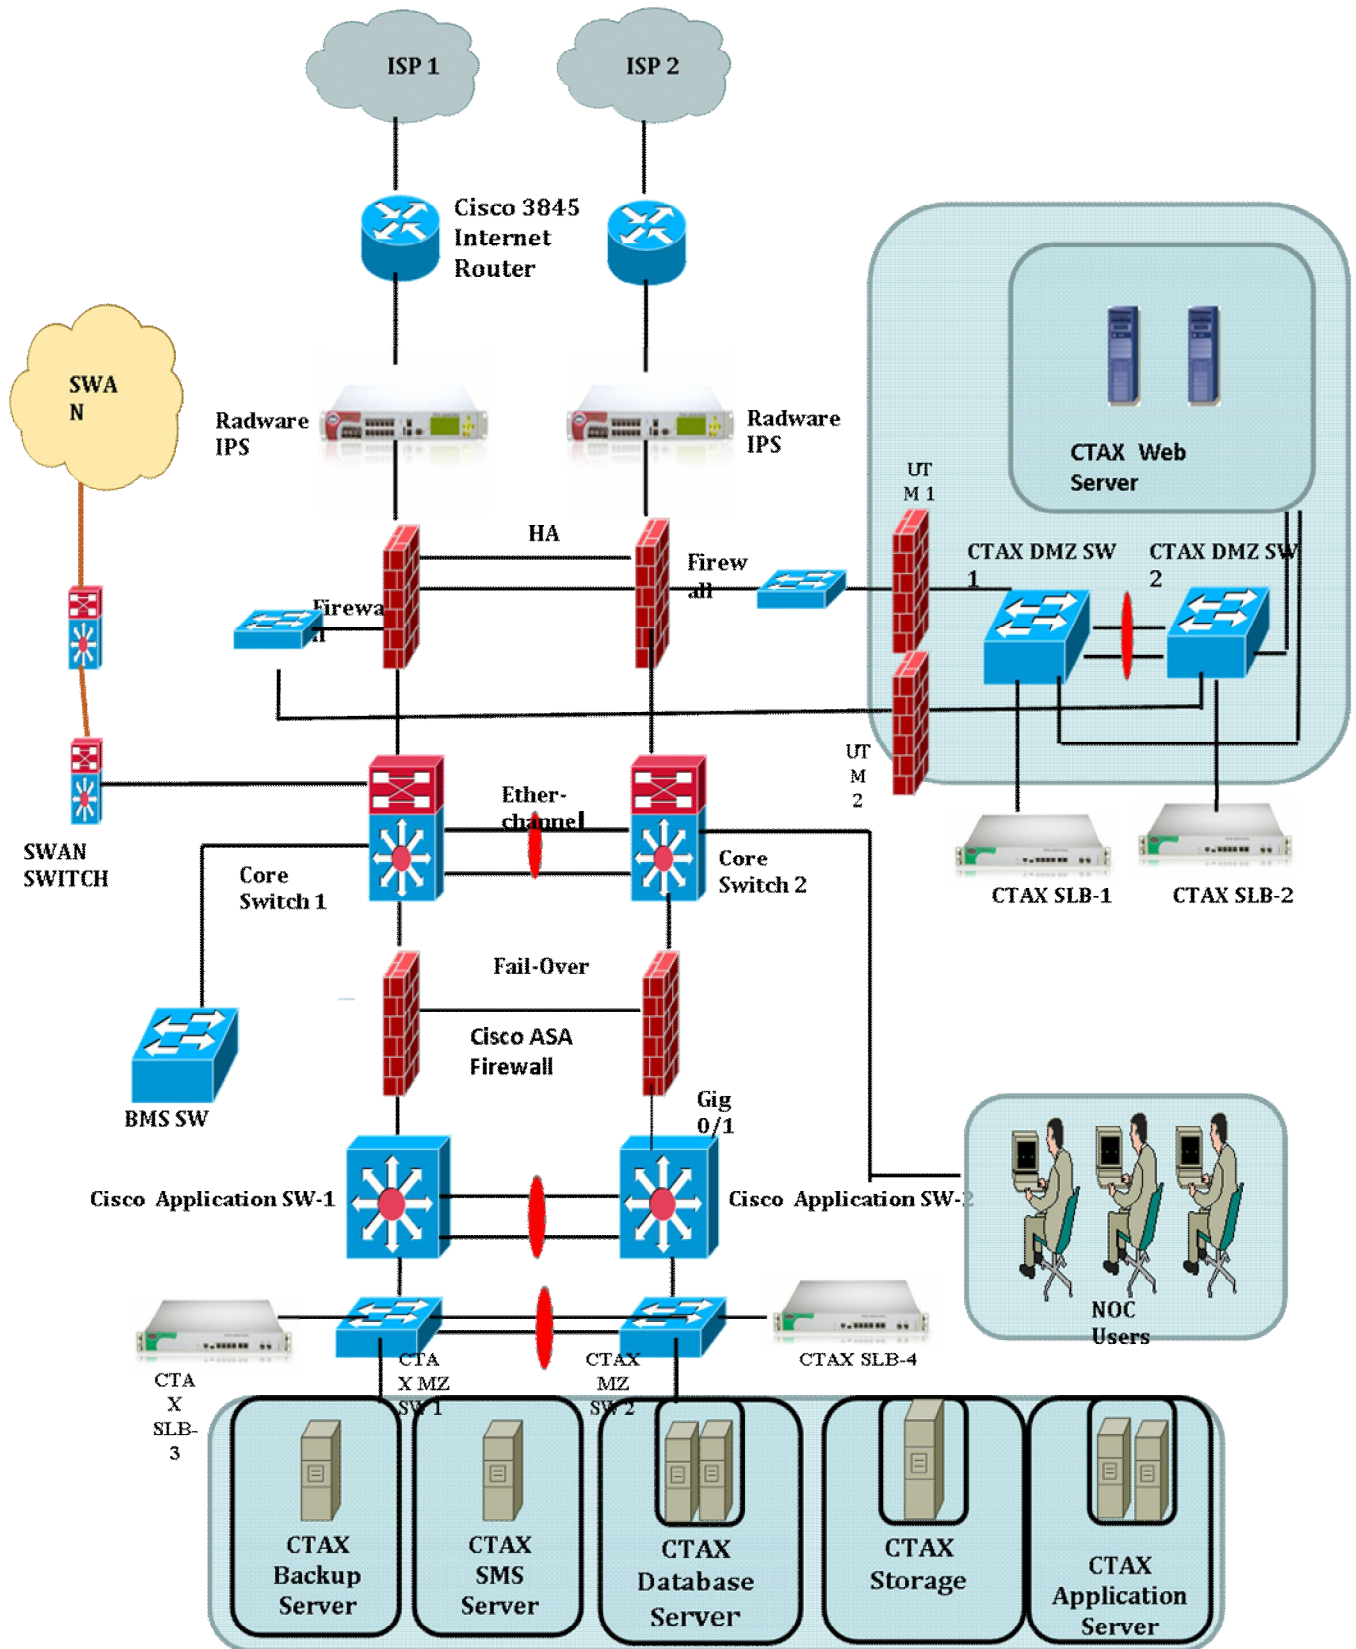 ISP 1
ISP 2
Cisco 3845
Internet
Router
SWA
N
Radware
IPS
Radware
IPS
CTAX Web
Server
UT
M 1
HA
Firew
all
Firewa
ll
CTAX DMZ SW
1
CTAX DMZ SW
2
UT
M
2
Ether-
channel
SWAN
SWITCH
Core
Switch 1
Core
Switch 2
CTAX SLB-1
CTAX SLB-2
Fail-Over
Cisco ASA
Firewall
BMS SW
Gig
0/1
Cisco Application SW-1
Cisco Application SW-2
NOC
Users
CTA
X
SLB-
3
CTA
X MZ
SW 1
CTAX
MZ
SW 2
CTAX SLB-4
CTAX
Backup
Server
CTAX
SMS
Server
CTAX
Database
Server
CTAX
Storage
CTAX
Application
Server